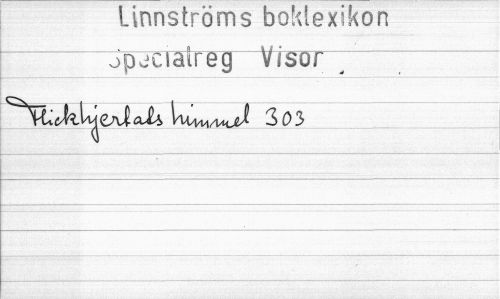 Linnströms boklexikon
Specialreg Visor
Flickhjertats himmel 303